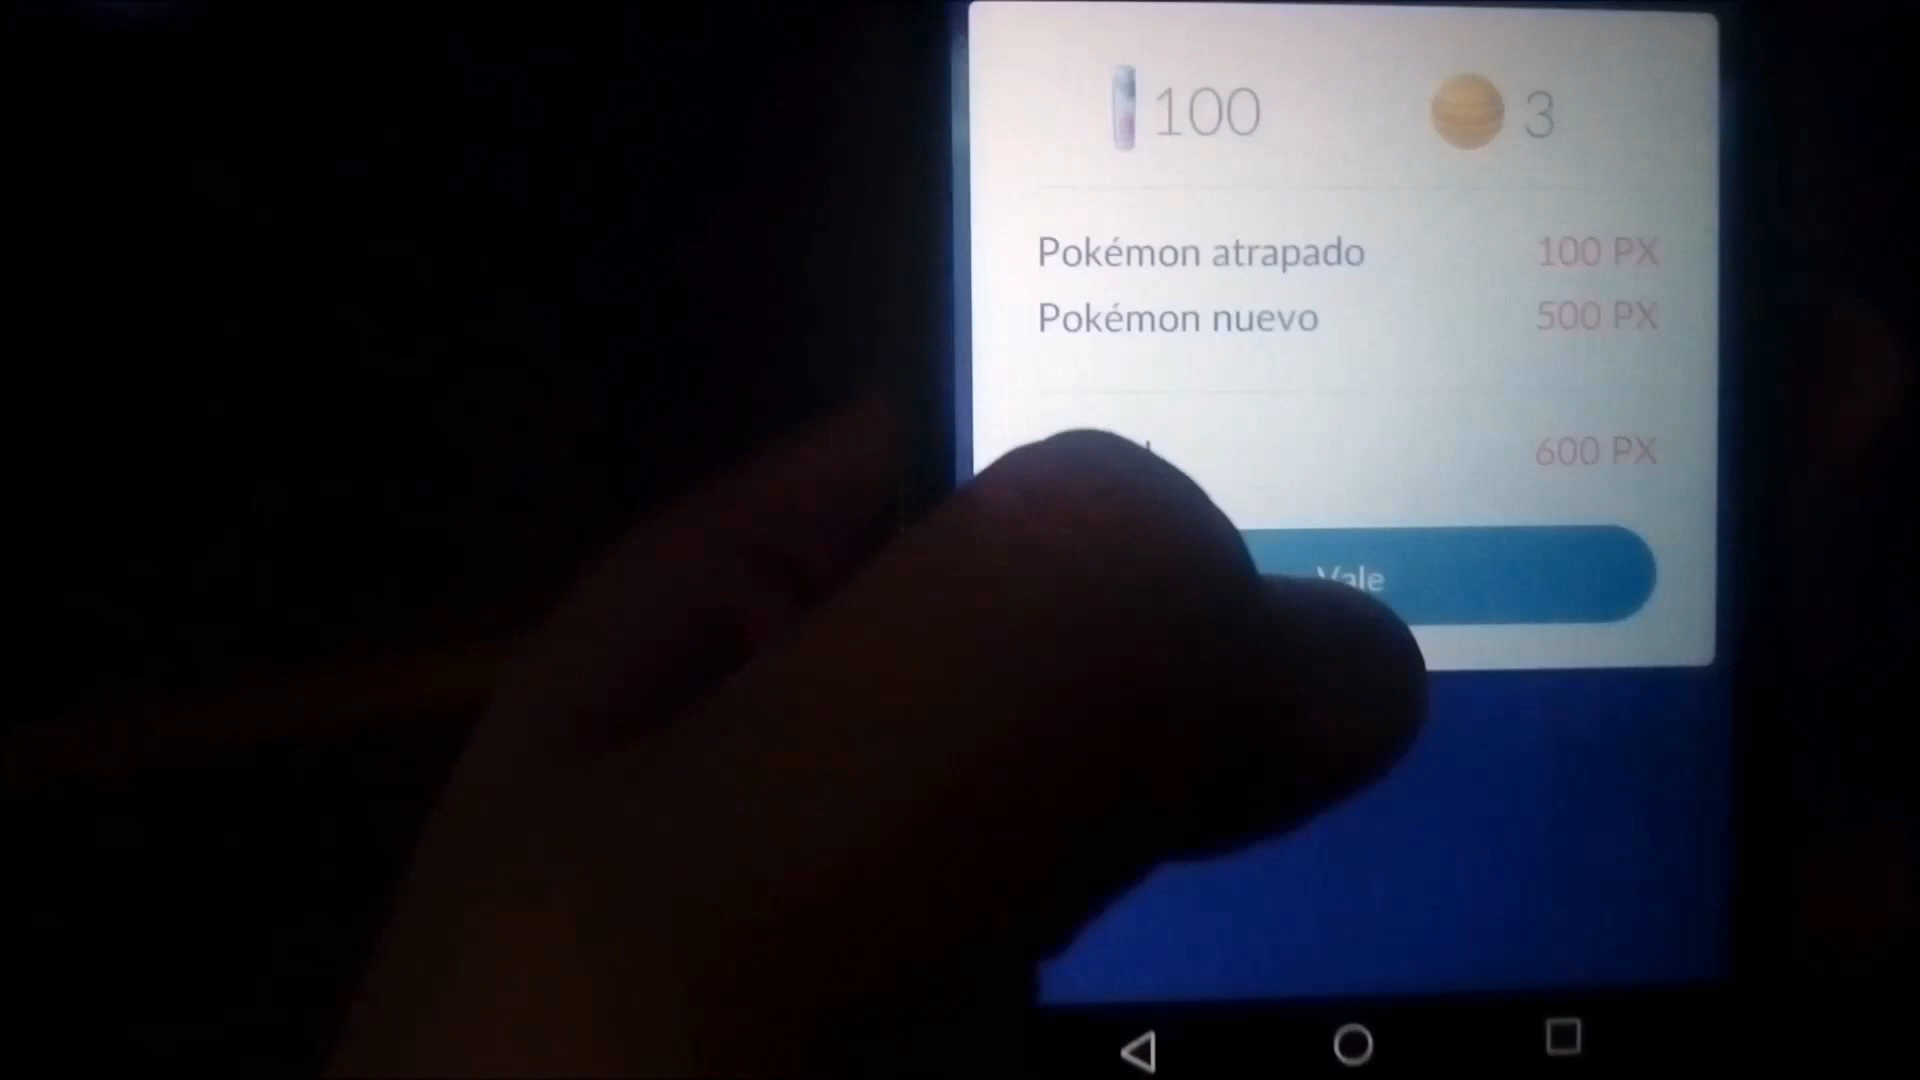 100 3
Pokémon atrapado 100 PX
Pokémon nuevo 500 PX
600 PX
Vale